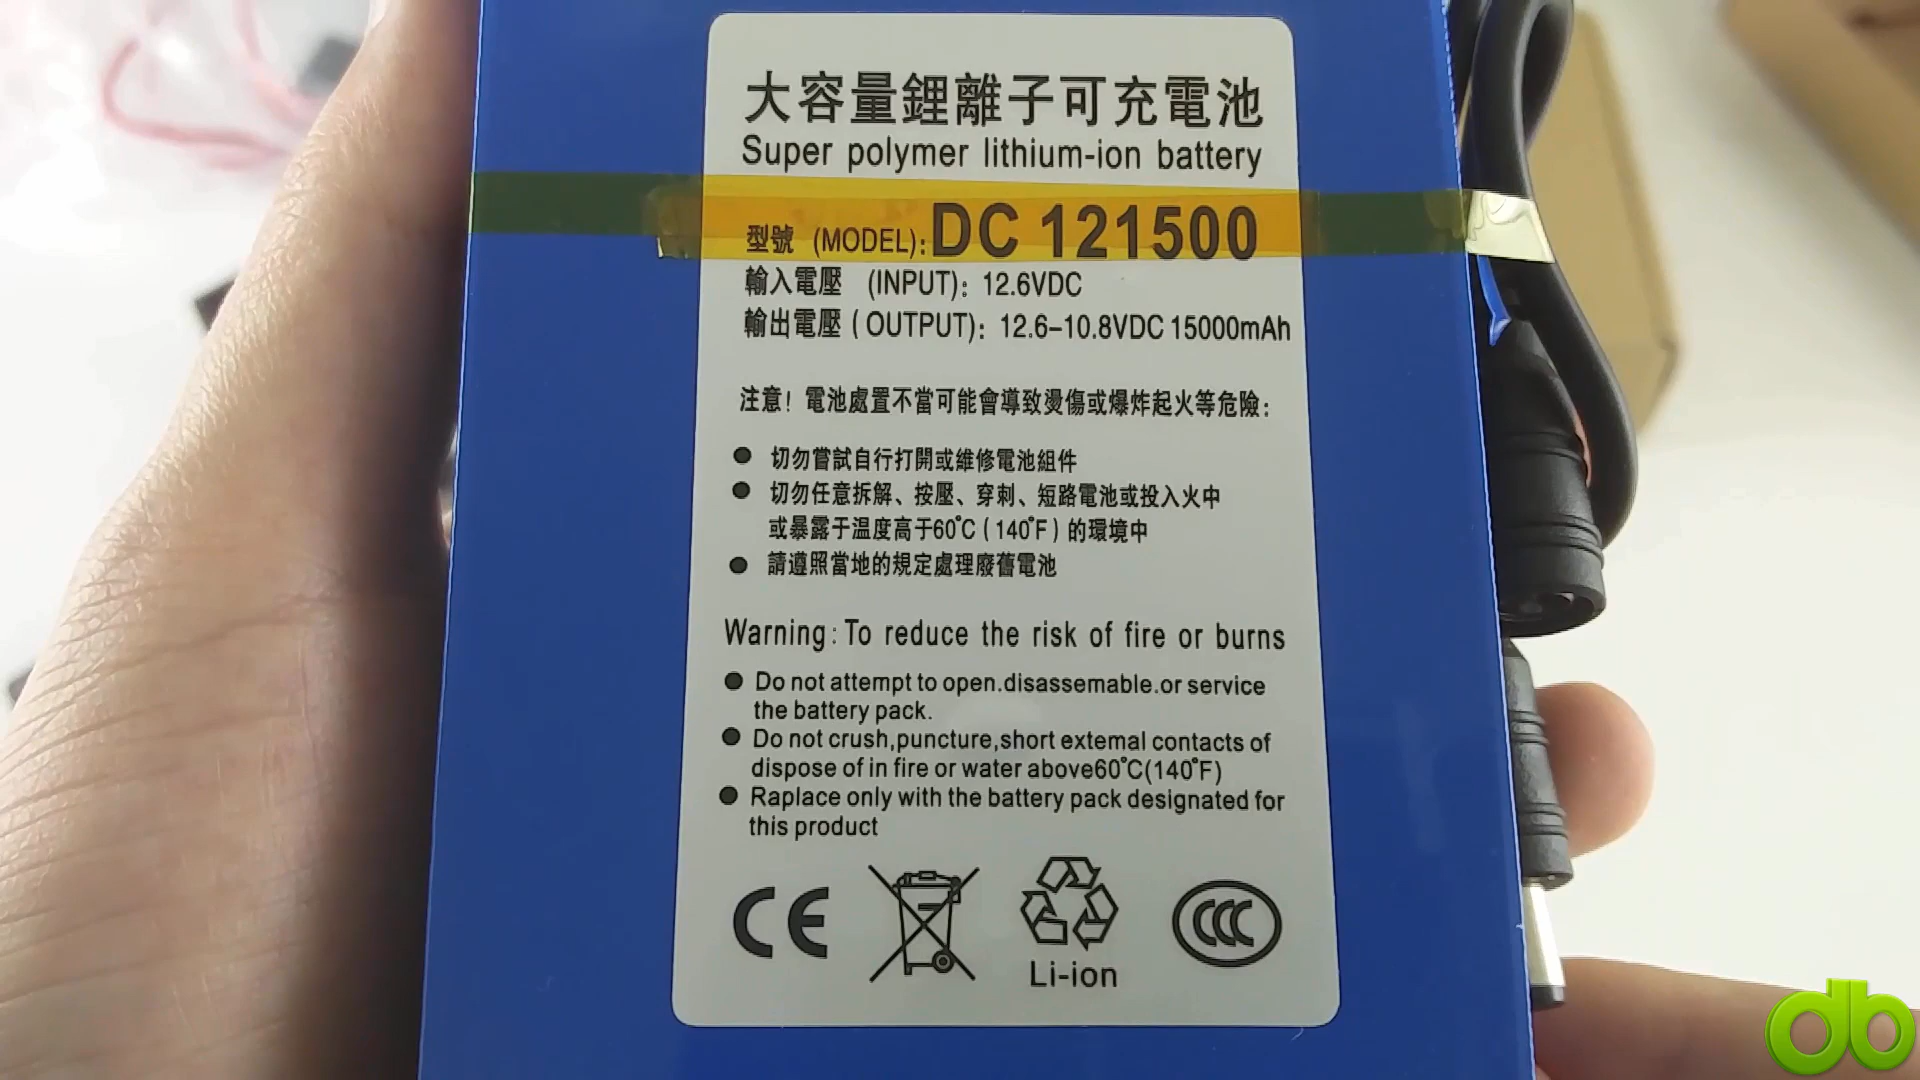 大容量鋰離子可充電池
Super polymer lithium-ion battery
型號 (MODEL): DC 121500
輸入電壓 (INPUT): 12.6VDC
輸出電壓 ( OUTPUT): 12.6-10.8VDC 15000mAh
注意! 電池處置不當可能會導致燙傷或爆炸起火等危險:
● 切勿嘗試自行打開或維修電池組件
● 切勿任意拆解、按壓、穿刺、短路電池或投入火中
或暴露于溫度高于60℃ ( 140℉ ) 的環境中
● 請遵照當地的規定處理廢舊電池
Warning: To reduce the risk of fire or burns
● Do not attempt to open.disassemable.or service
the battery pack.
● Do not crush,puncture,short extemal contacts of
dispose of in fire or water above60℃(140℉)
● Raplace only with the battery pack designated for
this product
CE
CCC
Li-ion
db